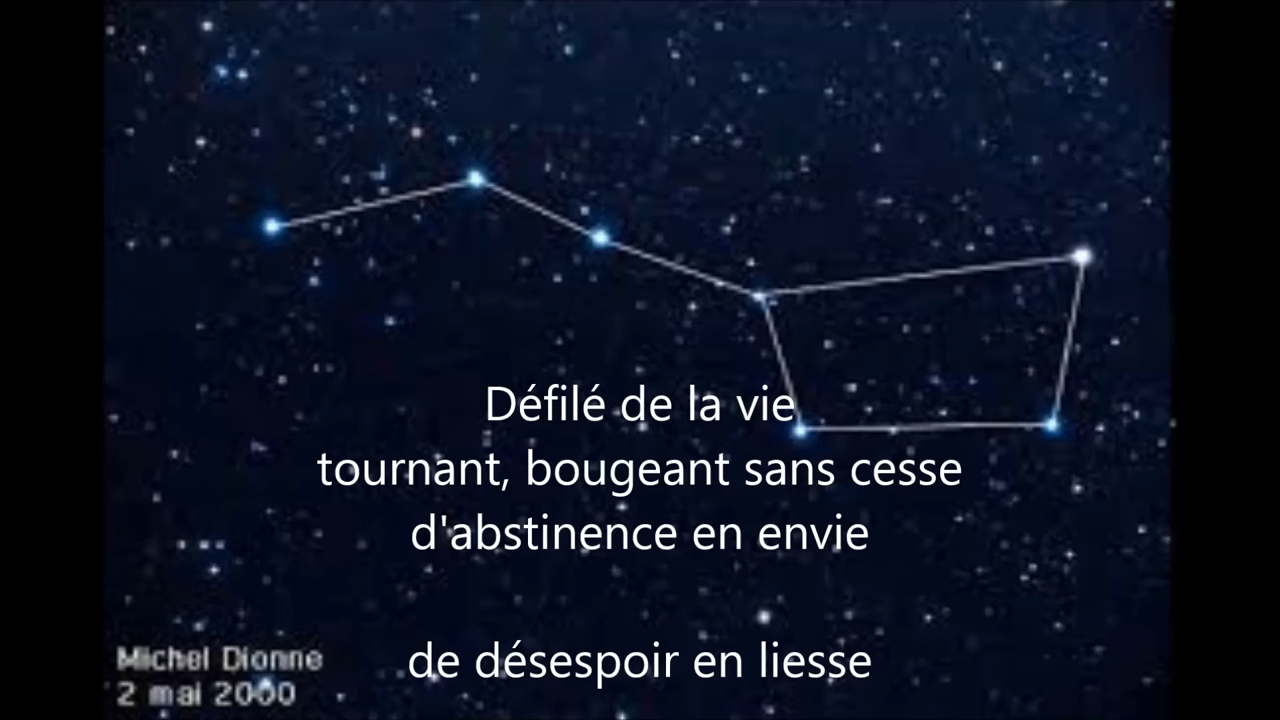 Défilé de la vie
tournant, bougeant sans cesse
d'abstinence en envie
de désespoir en liesse
Michel Dionne
2 mai 2000